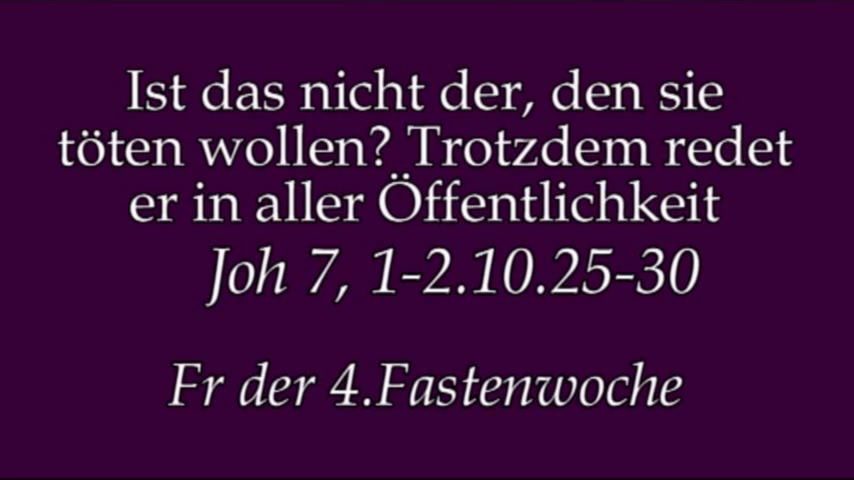 Ist das nicht der, den sie
töten wollen? Trotzdem redet
er in aller Öffentlichkeit
Joh 7, 1-2.10.25-30
Fr der 4.Fastenwoche